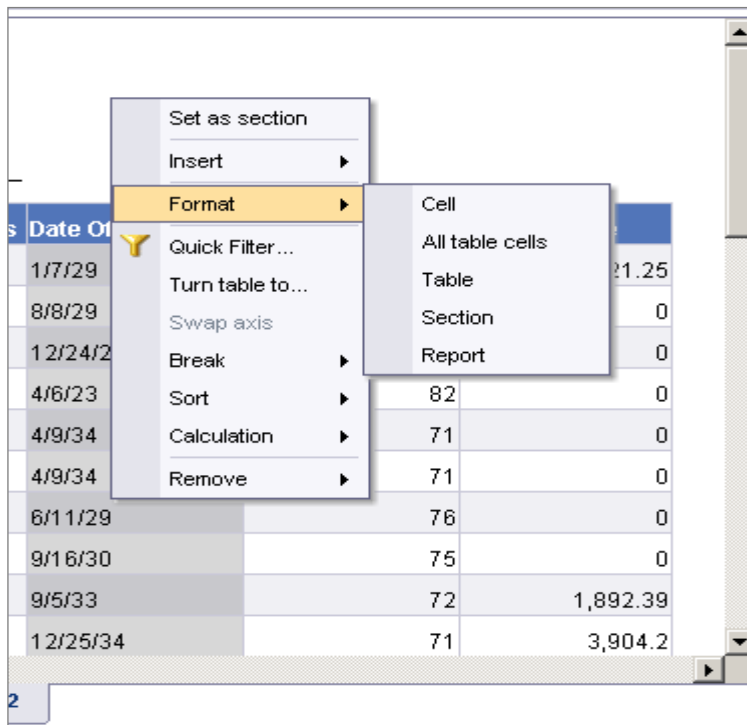 Set as section
Insert
Format Cell
s Date Of
Quick Filter... All table cells
1/7/29 21.25
Turn table to... Table
8/8/29 0
Swap axis Section
12/24/2 0
Break Report
4/6/23 82 0
Sort
4/9/34 71 0
Calculation
4/9/34 71 0
Remove
6/11/29 76 0
9/16/30 75 0
9/5/33 72 1,892.39
12/25/34 71 3,904.2
2